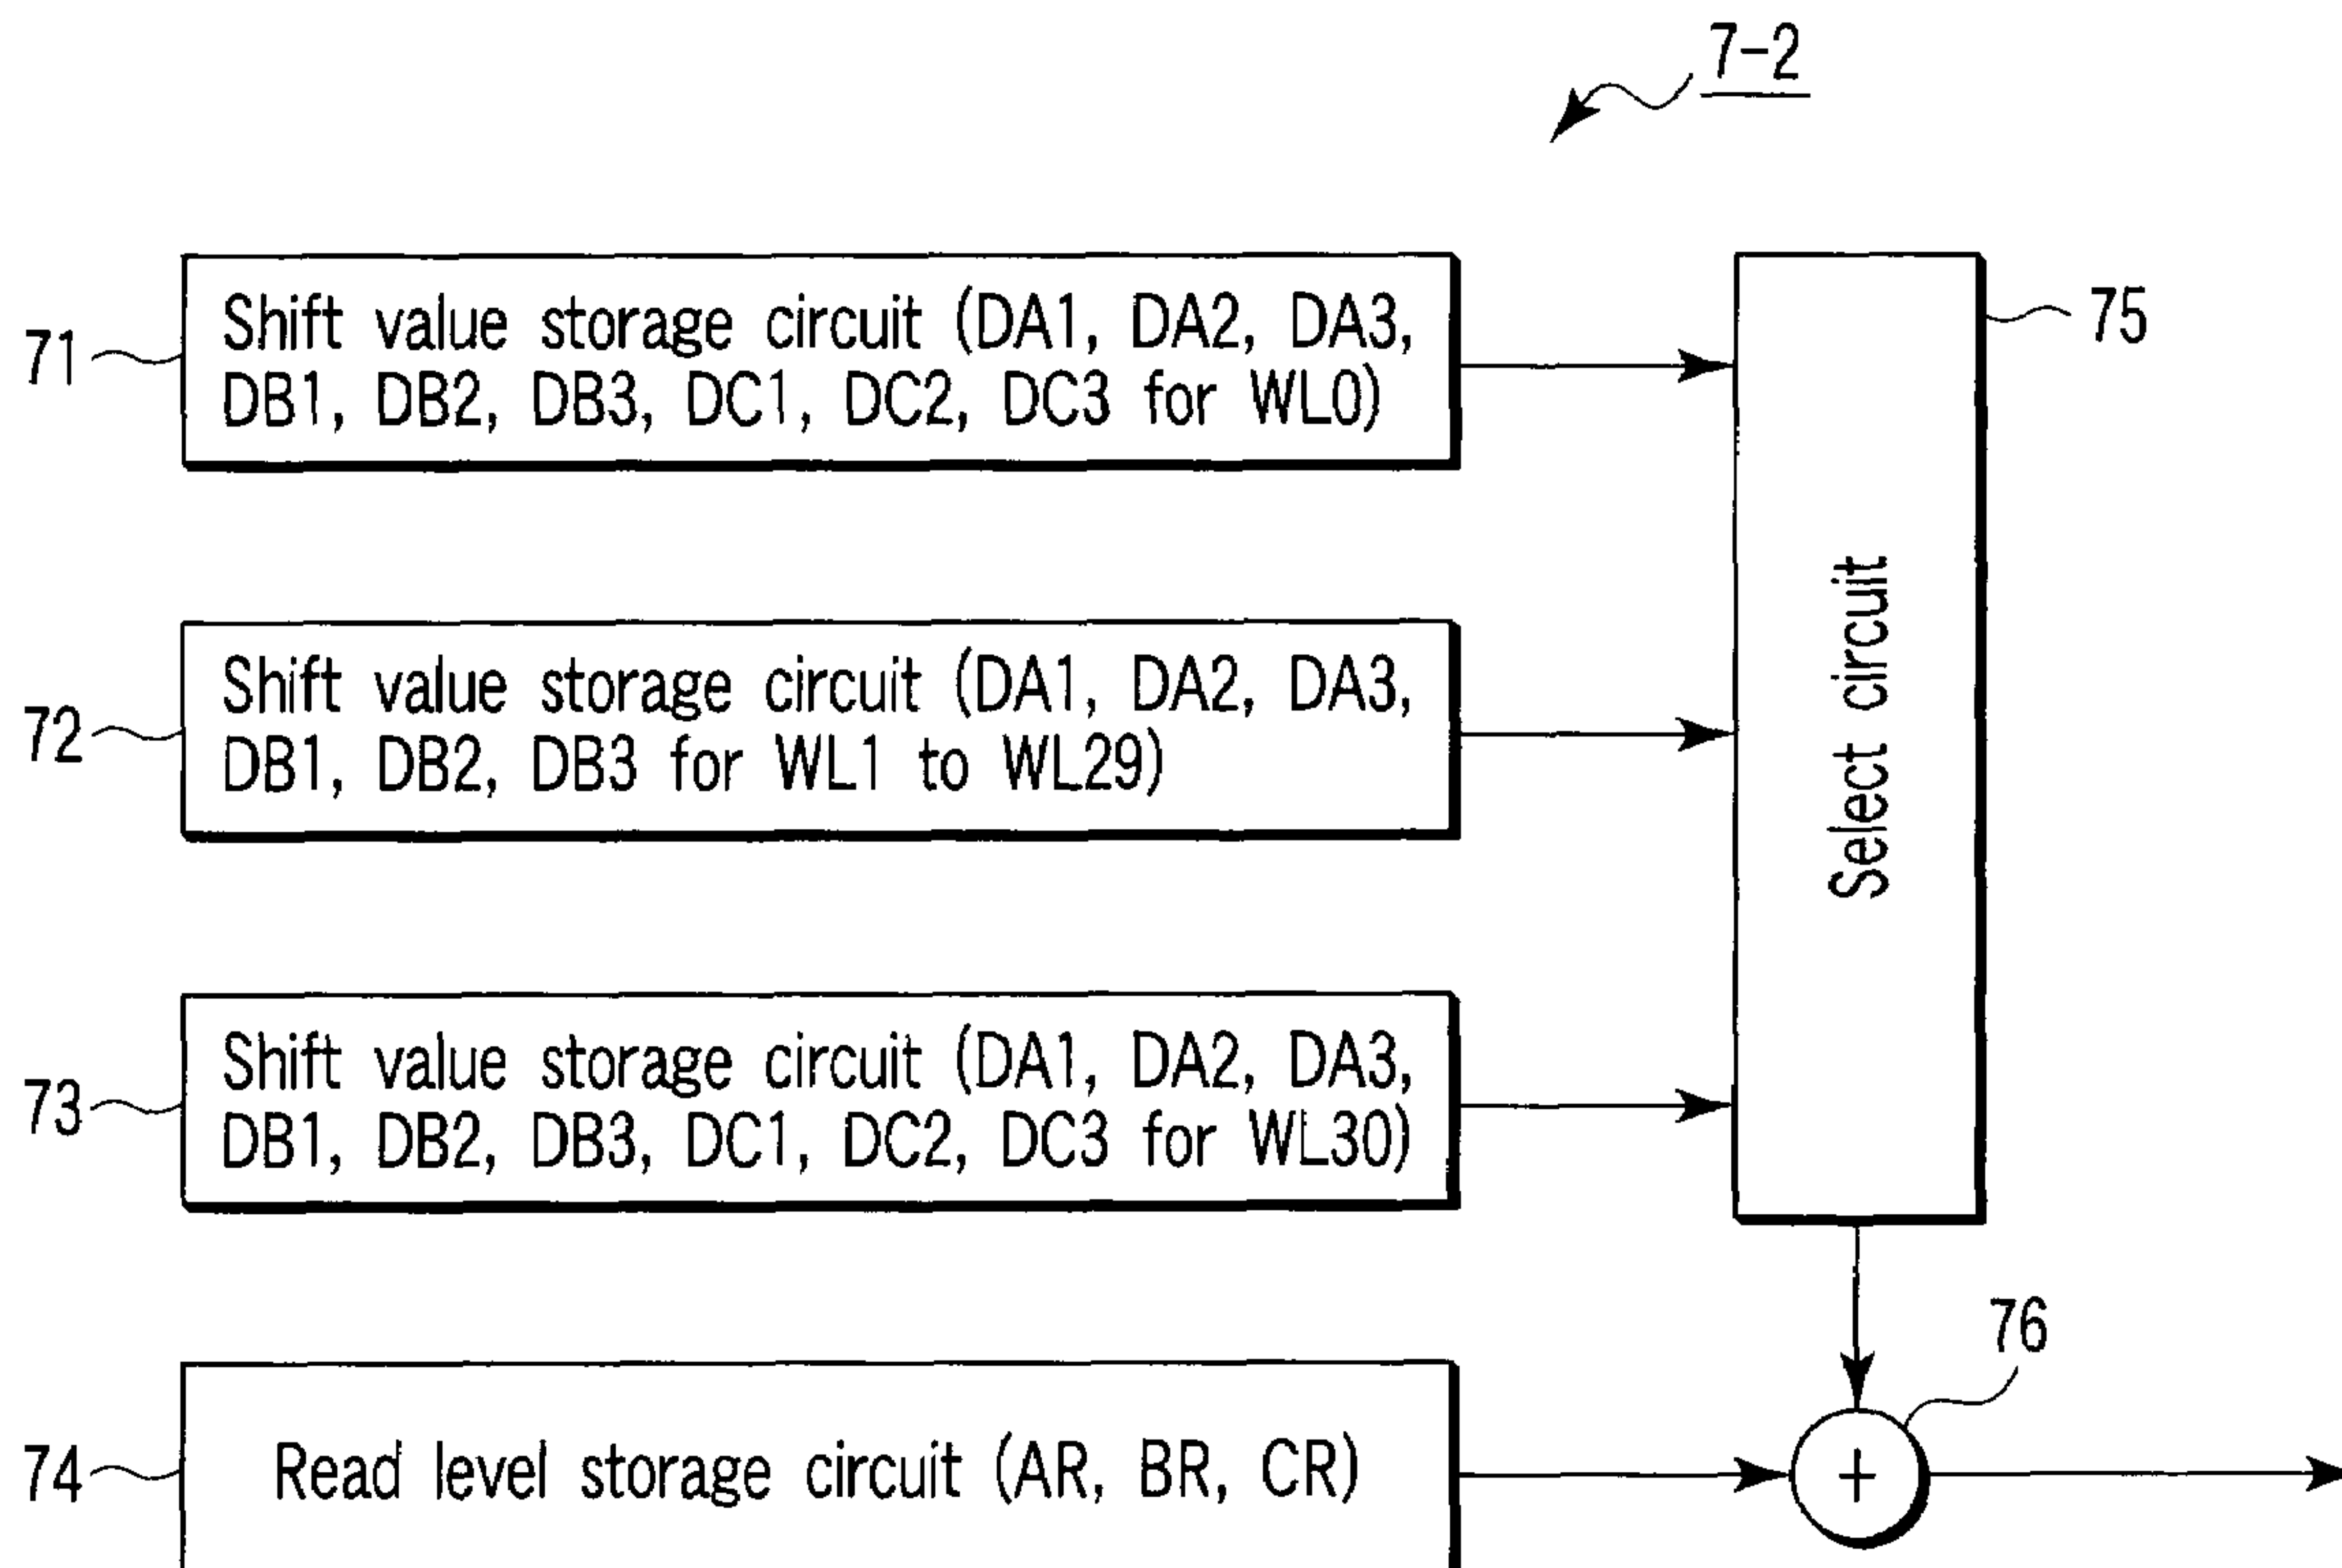 7-2
71
Shift value storage circuit (DA1, DA2, DA3,
DB1, DB2, DB3, DC1, DC2, DC3 for WL0)
75
72
Shift value storage circuit (DA1, DA2, DA3,
DB1, DB2, DB3 for WL1 to WL29)
Select circuit
73
Shift value storage circuit (DA1, DA2, DA3,
DB1, DB2, DB3, DC1, DC2, DC3 for WL30)
76
74
Read level storage circuit (AR, BR, CR)
+